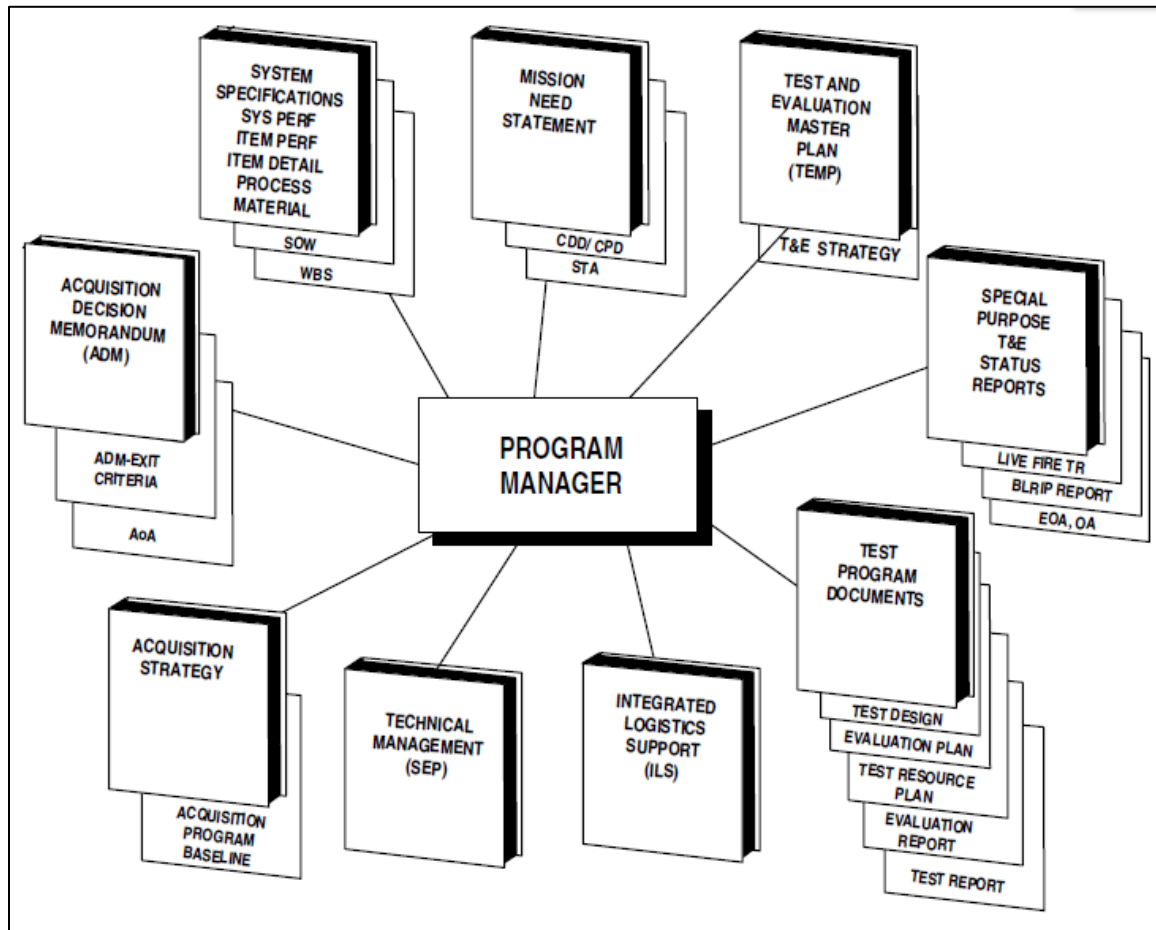 SYSTEM
SPECIFICATIONS
SYS PERF
ITEM PERF
ITEM DETAIL
PROCESS
MATERIAL
SOW
WBS
MISSION
NEED
STATEMENT
CDD/ CPD
STA
TEST AND
EVALUATION
MASTER
PLAN
(TEMP)
T&E STRATEGY
ACQUISITION
DECISION
MEMORANDUM
(ADM)
ADM-EXIT
CRITERIA
AoA
SPECIAL
PURPOSE
T&E
STATUS
REPORTS
LIVE FIRE TR
BLRIP REPORT
EOA, OA
PROGRAM
MANAGER
TEST
PROGRAM
DOCUMENTS
TEST DESIGN
EVALUATION PLAN
TEST RESOURCE
PLAN
EVALUATION
REPORT
TEST REPORT
ACQUISITION
STRATEGY
ACQUISITION
PROGRAM
BASELINE
TECHNICAL
MANAGEMENT
(SEP)
INTEGRATED
LOGISTICS
SUPPORT
(ILS)